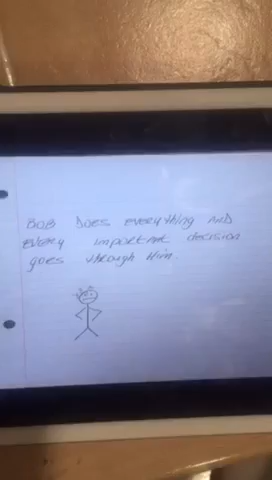 BOB DOES everything AND
every important decision
goes through Him.